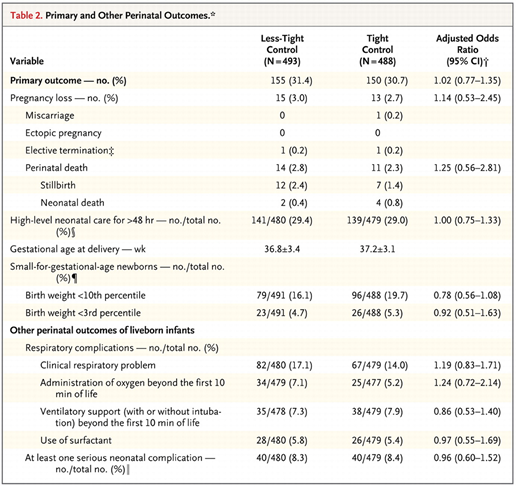 Table 2. Primary and Other Perinatal Outcomes.*
Variable Less-Tight Control (N=493) Tight Control (N=488) Adjusted Odds Ratio (95% CI)†
Primary outcome — no. (%) 155 (31.4) 150 (30.7) 1.02 (0.77–1.35)
Pregnancy loss — no. (%) 15 (3.0) 13 (2.7) 1.14 (0.53–2.45)
Miscarriage 0 1 (0.2)
Ectopic pregnancy 0 0
Elective termination‡ 1 (0.2) 1 (0.2)
Perinatal death 14 (2.8) 11 (2.3) 1.25 (0.56–2.81)
Stillbirth 12 (2.4) 7 (1.4)
Neonatal death 2 (0.4) 4 (0.8)
High-level neonatal care for >48 hr — no./total no. 141/480 (29.4) 139/479 (29.0) 1.00 (0.75–1.33)
(%)§
Gestational age at delivery — wk 36.8±3.4 37.2±3.1
Small-for-gestational-age newborns — no./total no.
(%)¶
Birth weight <10th percentile 79/491 (16.1) 96/488 (19.7) 0.78 (0.56–1.08)
Birth weight <3rd percentile 23/491 (4.7) 26/488 (5.3) 0.92 (0.51–1.63)
Other perinatal outcomes of liveborn infants
Respiratory complications — no./total no. (%)
Clinical respiratory problem 82/480 (17.1) 67/479 (14.0) 1.19 (0.83–1.71)
Administration of oxygen beyond the first 10 34/479 (7.1) 25/477 (5.2) 1.24 (0.72–2.14)
min of life
Ventilatory support (with or without intuba- 35/478 (7.3) 38/479 (7.9) 0.86 (0.53–1.40)
tion) beyond the first 10 min of life
Use of surfactant 28/480 (5.8) 26/479 (5.4) 0.97 (0.55–1.69)
At least one serious neonatal complication — 40/480 (8.3) 40/479 (8.4) 0.96 (0.60–1.52)
no./total no. (%)‖